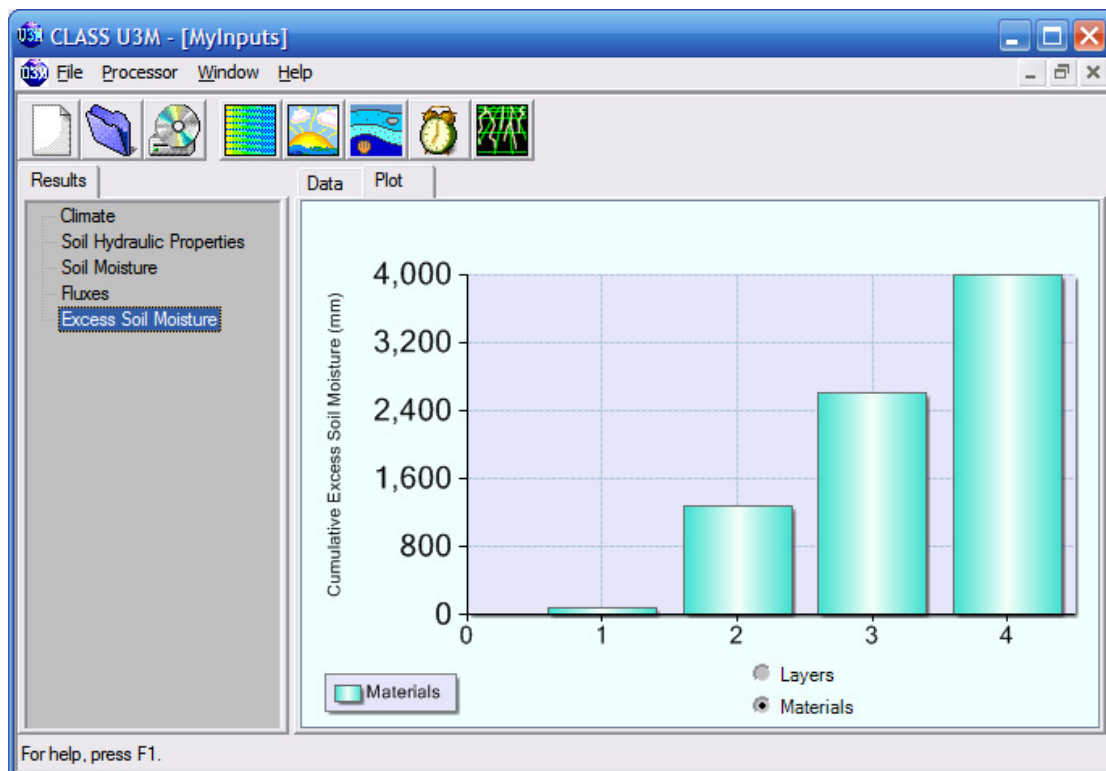 U3M CLASS U3M - [MyInputs]
U3M File Processor Window Help
Results
Data Plot
Climate
Soil Hydraulic Properties
Soil Moisture
Fluxes
Excess Soil Moisture
Cumulative Excess Soil Moisture (mm)
4,000
3,200
2,400
1,600
800
0
0 1 2 3 4
Materials
Layers
Materials
For help, press F1.